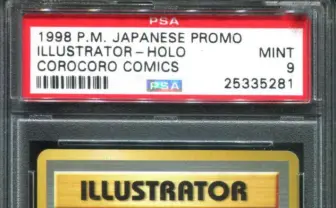 PSA
1998 P.M. JAPANESE PROMO
ILLUSTRATOR-HOLO MINT
COROCORO COMICS 9
PSA 25335281
ILLUSTRATOR